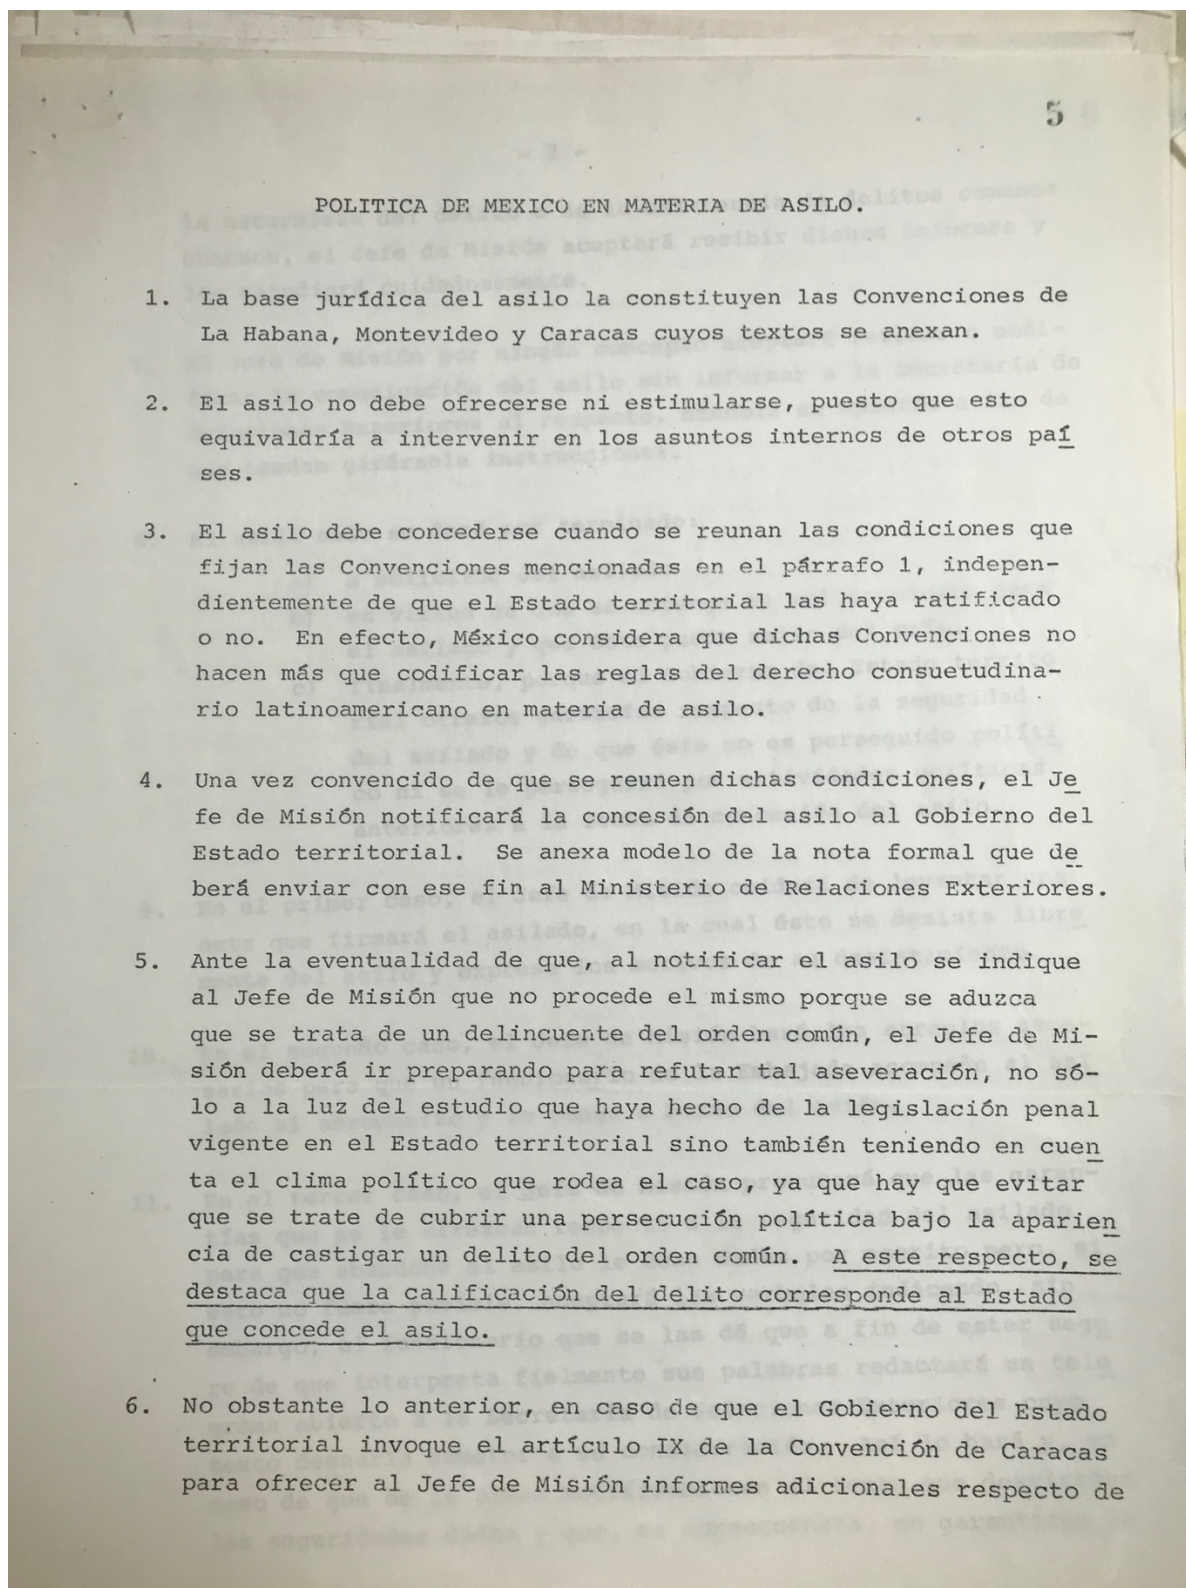 5
POLITICA DE MEXICO EN MATERIA DE ASILO.
1. La base jurídica del asilo la constituyen las Convenciones de
La Habana, Montevideo y Caracas cuyos textos se anexan.
2. El asilo no debe ofrecerse ni estimularse, puesto que esto
equivaldría a intervenir en los asuntos internos de otros paí
ses.
3. El asilo debe concederse cuando se reunan las condiciones que
fijan las Convenciones mencionadas en el párrafo 1, indepen-
dientemente de que el Estado territorial las haya ratificado
o no. En efecto, México considera que dichas Convenciones no
hacen más que codificar las reglas del derecho consuetudina-
rio latinoamericano en materia de asilo.
4. Una vez convencido de que se reunen dichas condiciones, el Je
fe de Misión notificará la concesión del asilo al Gobierno del
Estado territorial. Se anexa modelo de la nota formal que de
berá enviar con ese fin al Ministerio de Relaciones Exteriores.
5. Ante la eventualidad de que, al notificar el asilo se indique
al Jefe de Misión que no procede el mismo porque se aduzca
que se trata de un delincuente del orden común, el Jefe de Mi-
sión deberá ir preparando para refutar tal aseveración, no só-
lo a la luz del estudio que haya hecho de la legislación penal
vigente en el Estado territorial sino también teniendo en cuen
ta el clima político que rodea el caso, ya que hay que evitar
que se trate de cubrir una persecución política bajo la aparien
cia de castigar un delito del orden común. A este respecto, se
destaca que la calificación del delito corresponde al Estado
que concede el asilo.
6. No obstante lo anterior, en caso de que el Gobierno del Estado
territorial invoque el artículo IX de la Convención de Caracas
para ofrecer al Jefe de Misión informes adicionales respecto de